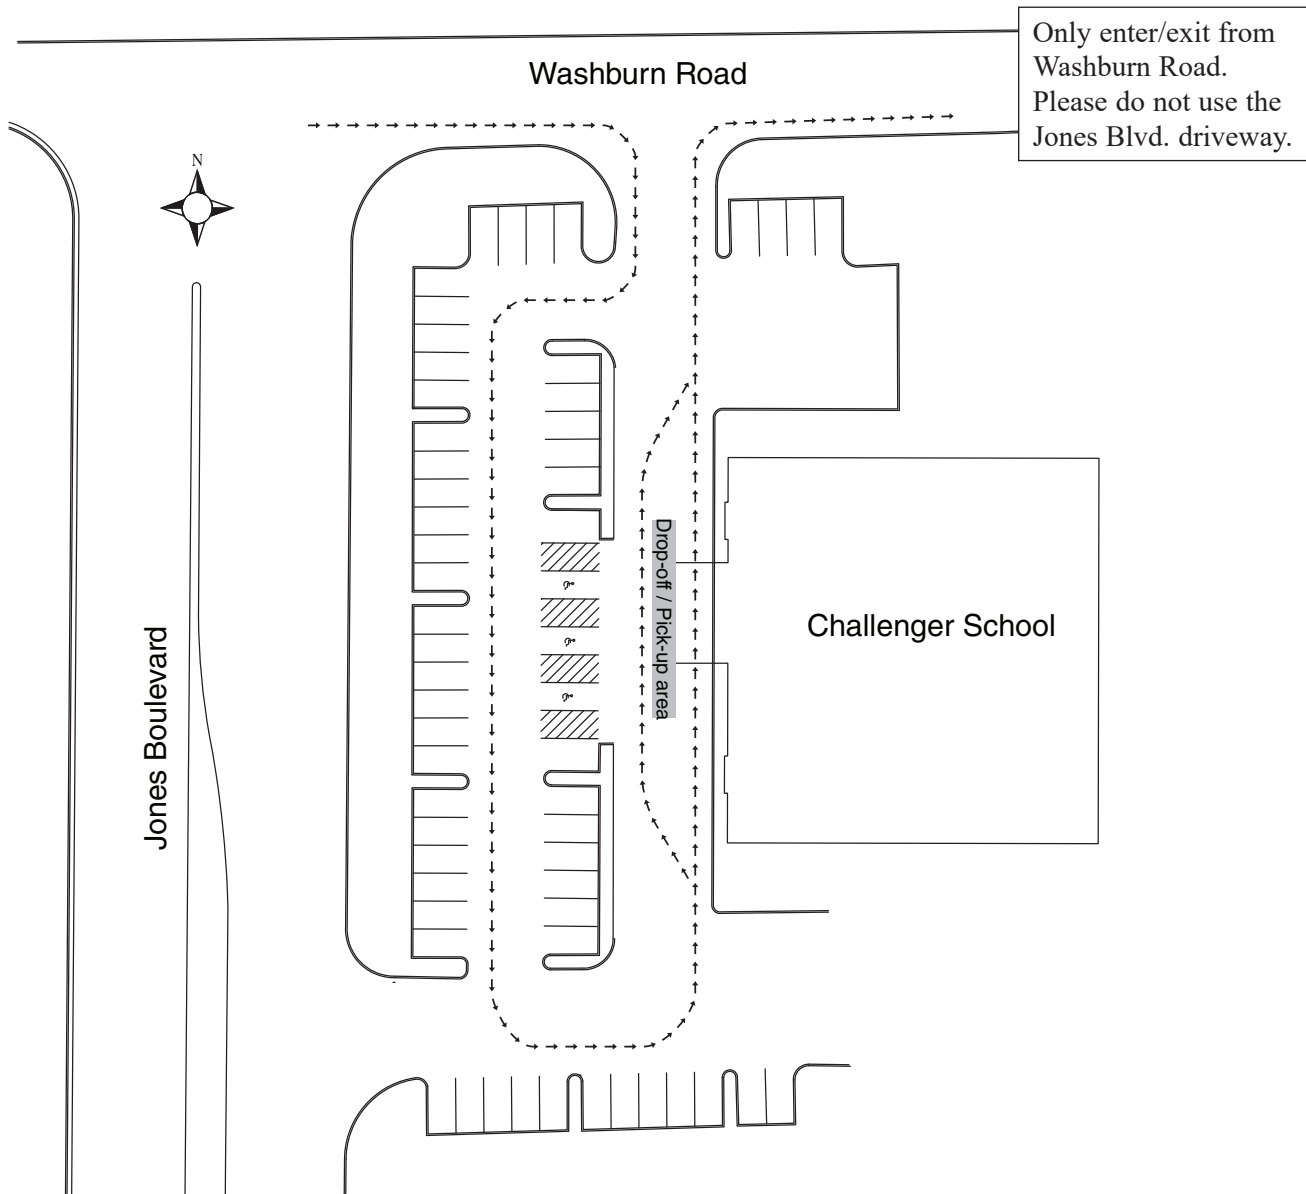 Only enter/exit from
Washburn Road.
Please do not use the
Jones Blvd. driveway.
Washburn Road
N
Drop-off / Pick-up area
Challenger School
Jones Boulevard